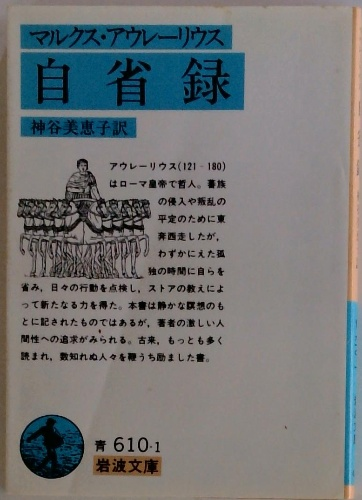 マルクス・アウレーリウス
自省録
神谷美恵子訳
アウレーリウス(121‐180)
はローマ皇帝で哲人。蕃族
の侵入や叛乱の
平定のために東
奔西走したが，
わずかにえた孤
独の時間に自らを
省み，日々の行動を点検し，ストアの教えによ
って新たなる力を得た。本書は静かな瞑想のも
とに記されたものではあるが，著者の激しい人
間性への追求がみられる。古来，もっとも多く
読まれ，数知れぬ人々を鞭うち励ました書。
青 610-1
岩波文庫